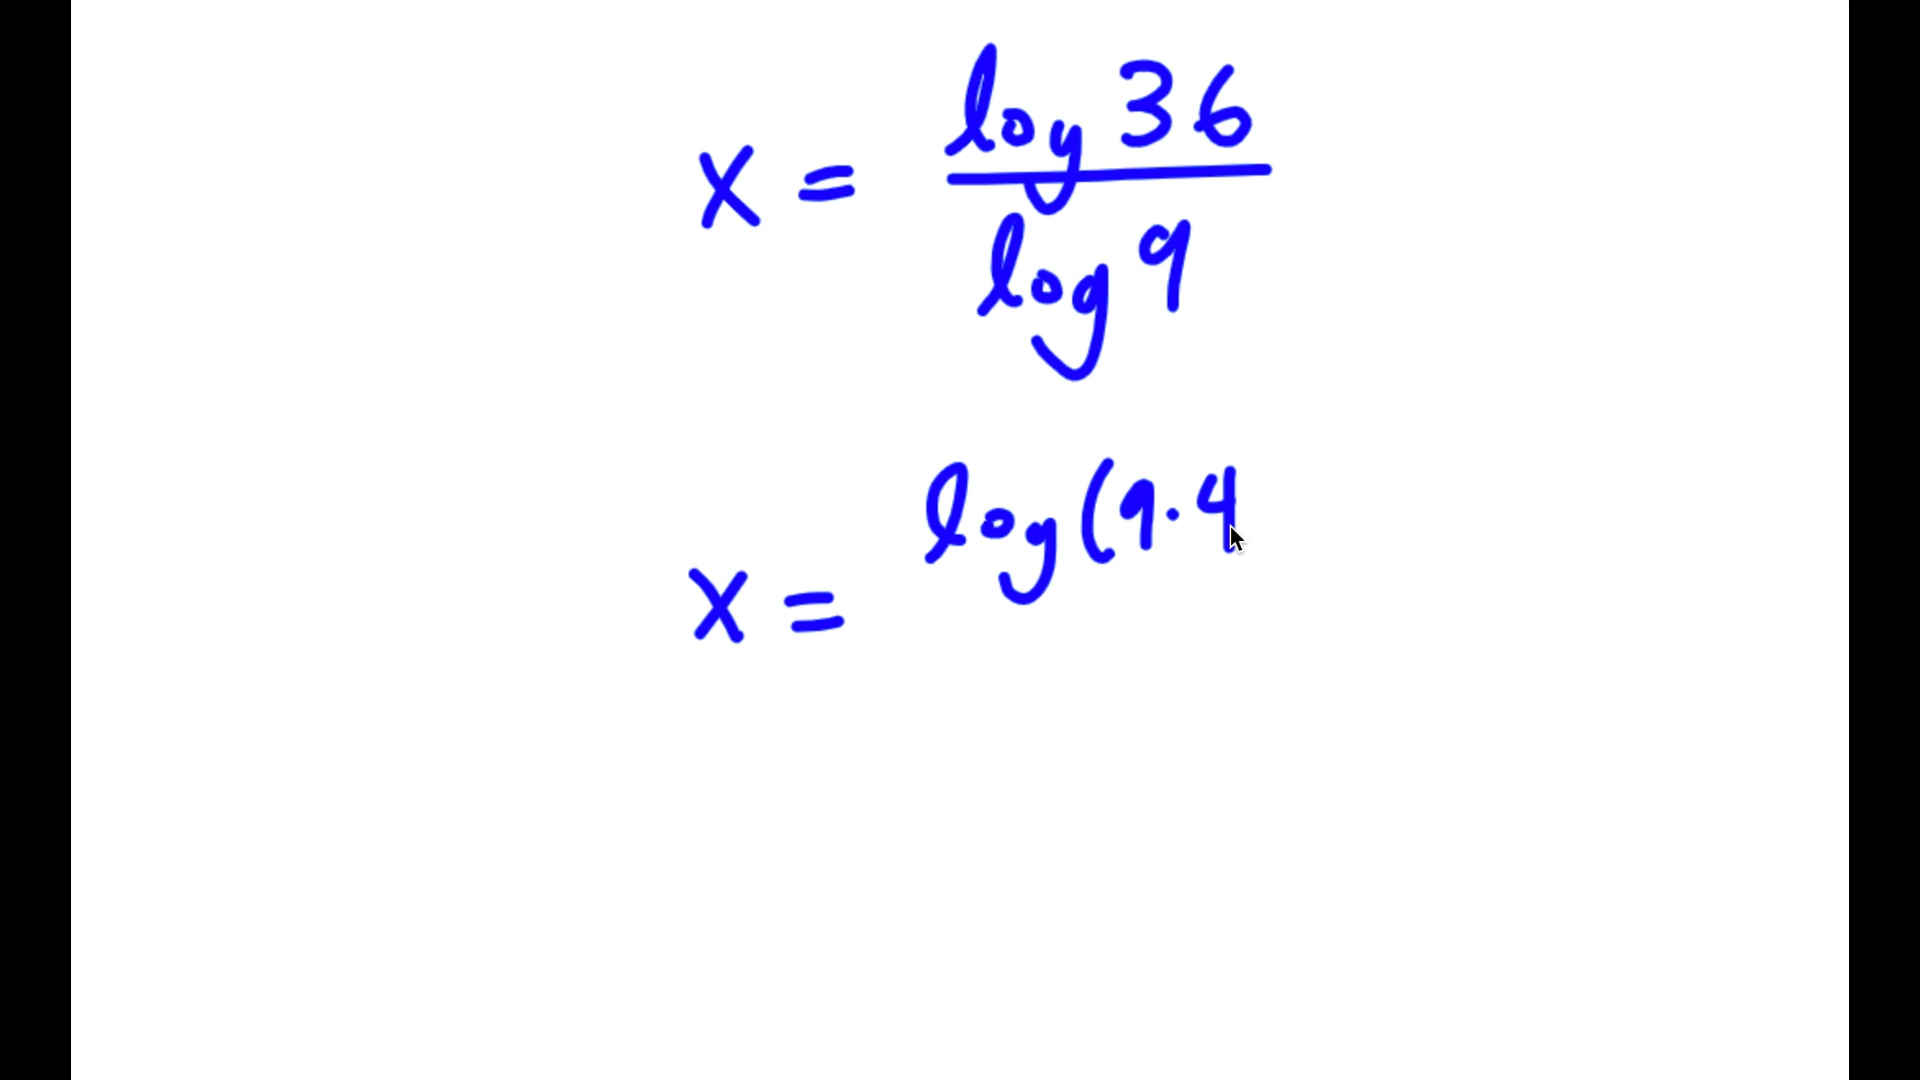 x = log 36 / log 9
x = log (9·4